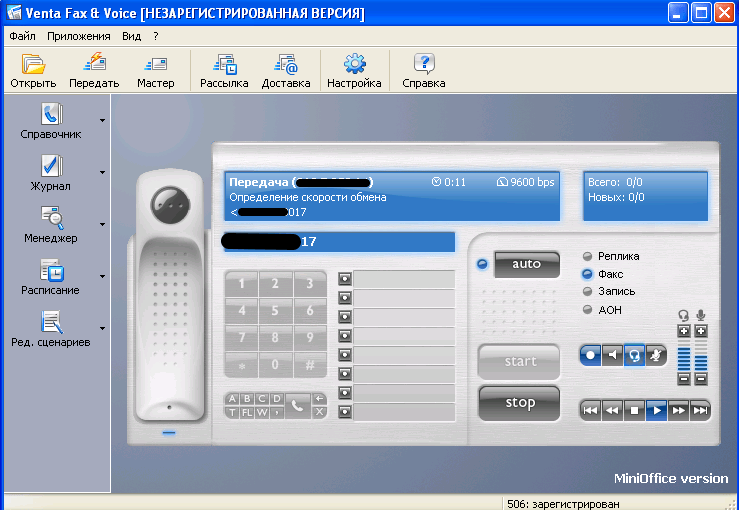 Venta Fax & Voice [НЕЗАРЕГИСТРИРОВАННАЯ ВЕРСИЯ]
Файл Приложения Вид ?
Открыть Передать Мастер Рассылка Доставка Настройка Справка
Справочник
Журнал
Менеджер
Расписание
Ред. сценариев
Передача ( ) 0:11 9600 bps
Определение скорости обмена
< 017
Всего: 0/0
Новых: 0/0
17
auto
Реплика
Факс
Запись
АОН
1 2 3
4 5 6
7 8 9
* 0 #
A B C D
T FL W , X
start
stop
MiniOffice version
506: зарегистрирован